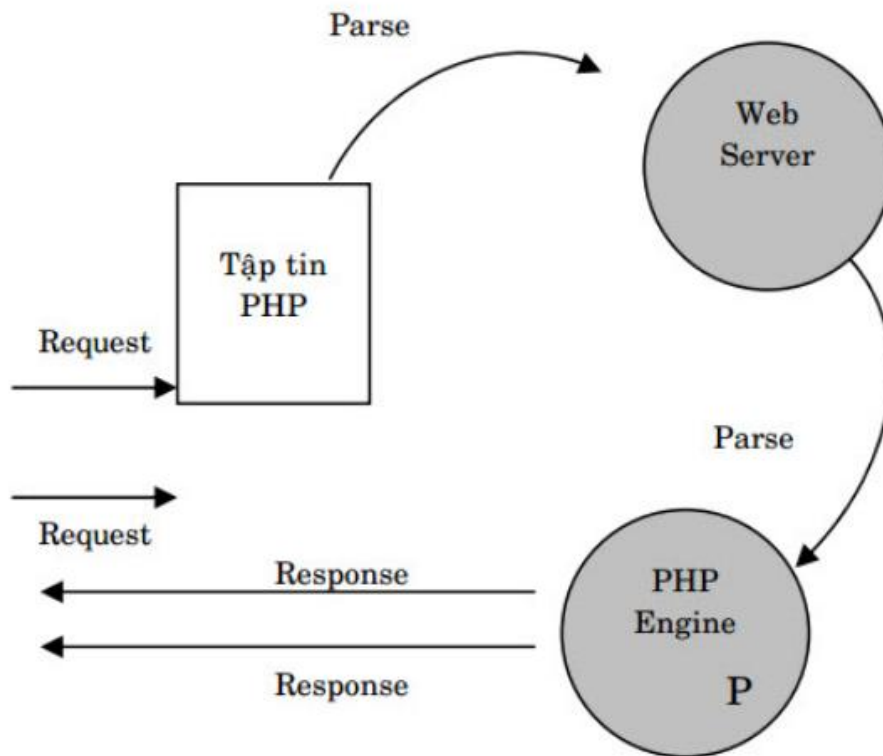 Parse
Web
Server
Tập tin
PHP
Request
Parse
Request
Response
PHP
Engine
P
Response